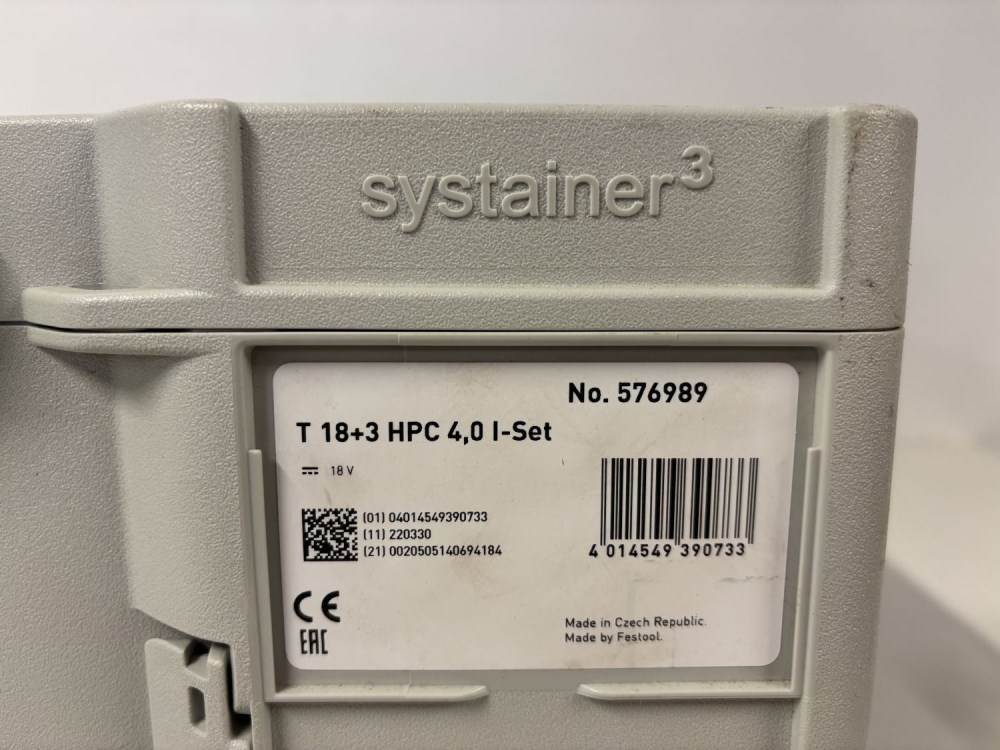 systainer³
No. 576989
T 18+3 HPC 4,0 I-Set
18 V
(01) 04014549390733
(11) 220330
(21) 0020505140694184
4 014549 390733
CE
EAC
Made in Czech Republic.
Made by Festool.